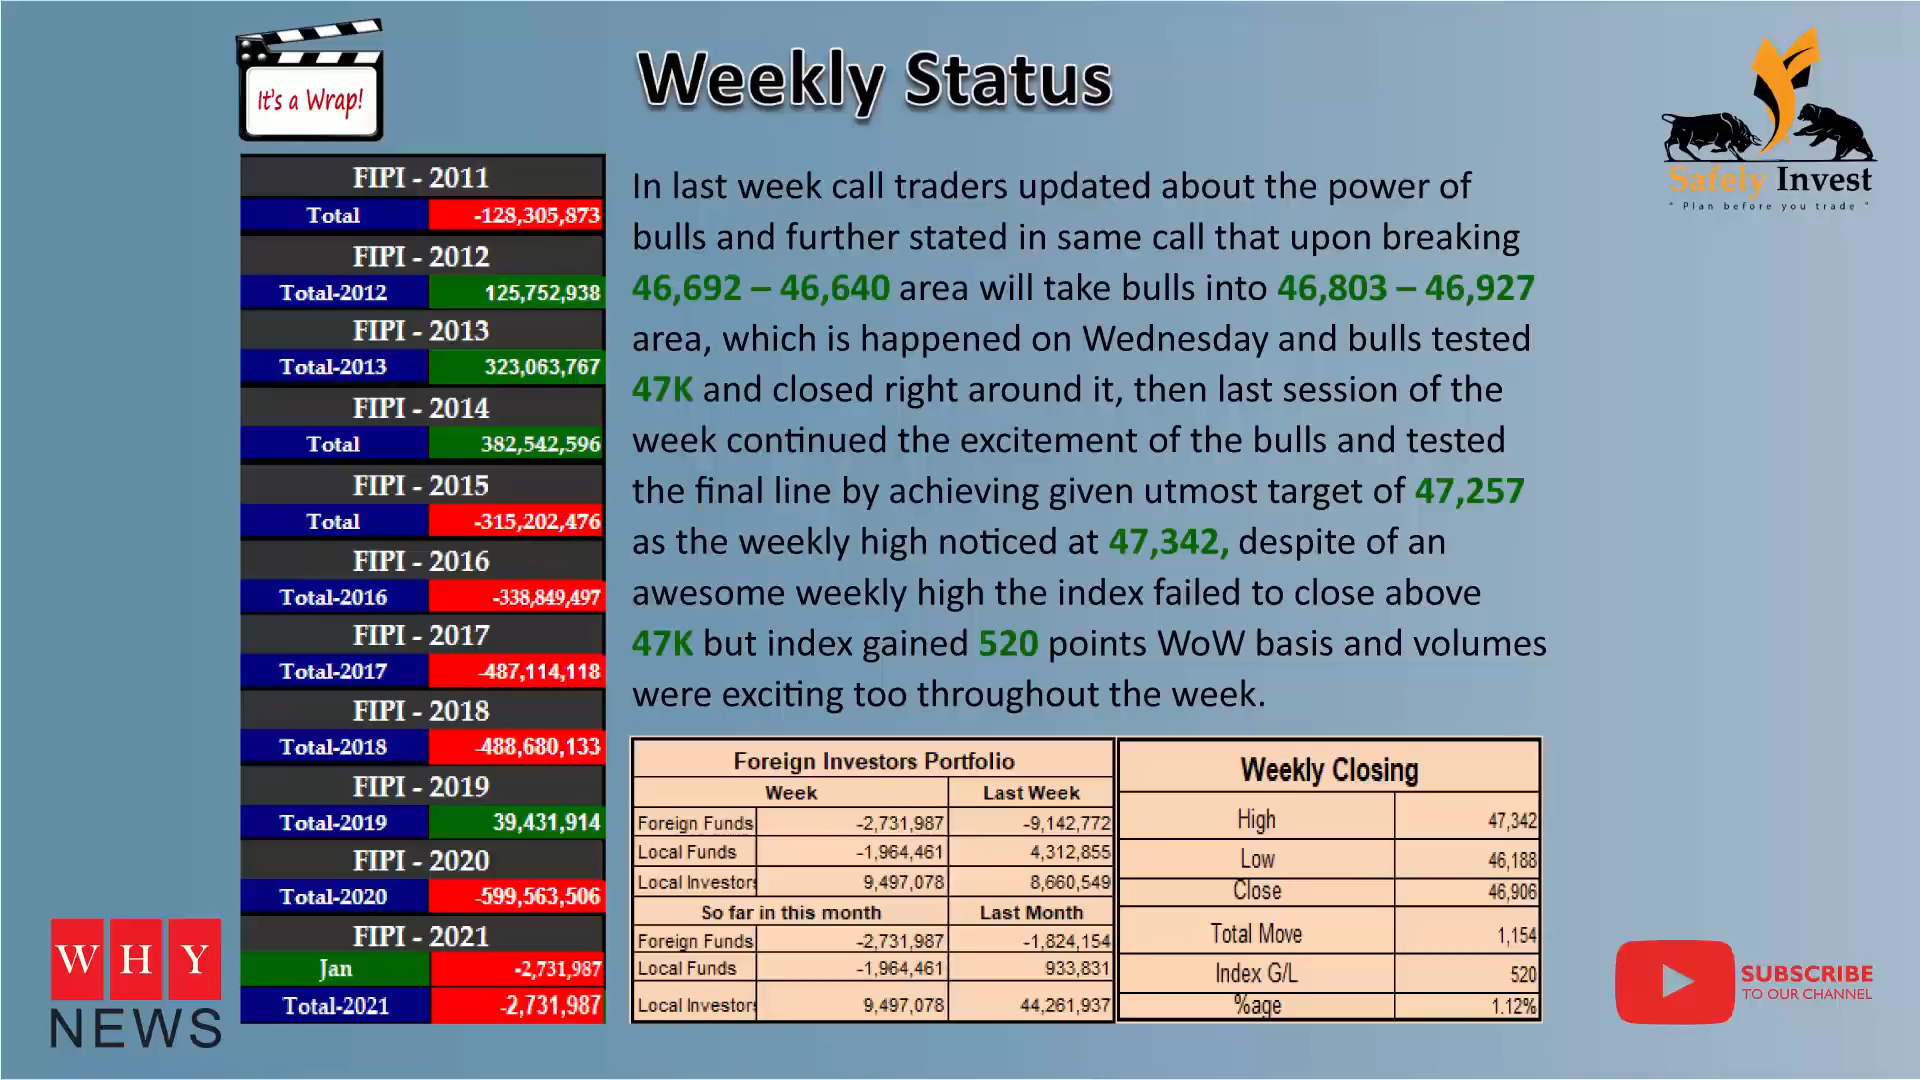 It's a Wrap!
Weekly Status
Safely Invest
" Plan before you trade "
FIPI - 2011
Total -128,305,873
FIPI - 2012
Total-2012 125,752,938
FIPI - 2013
Total-2013 323,063,767
FIPI - 2014
Total 382,542,596
FIPI - 2015
Total -315,202,476
FIPI - 2016
Total-2016 -338,849,497
FIPI - 2017
Total-2017 -487,114,118
FIPI - 2018
Total-2018 -488,680,133
FIPI - 2019
Total-2019 39,431,914
FIPI - 2020
Total-2020 -599,563,506
FIPI - 2021
Jan -2,731,987
Total-2021 -2,731,987
In last week call traders updated about the power of
bulls and further stated in same call that upon breaking
46,692 – 46,640 area will take bulls into 46,803 – 46,927
area, which is happened on Wednesday and bulls tested
47K and closed right around it, then last session of the
week continued the excitement of the bulls and tested
the final line by achieving given utmost target of 47,257
as the weekly high noticed at 47,342, despite of an
awesome weekly high the index failed to close above
47K but index gained 520 points WoW basis and volumes
were exciting too throughout the week.
Foreign Investors Portfolio
Week Last Week
Foreign Funds -2,731,987 -9,142,772
Local Funds -1,964,461 4,312,855
Local Investors 9,497,078 8,660,549
So far in this month Last Month
Foreign Funds -2,731,987 -1,824,154
Local Funds -1,964,461 933,831
Local Investors 9,497,078 44,261,937
Weekly Closing
High 47,342
Low 46,188
Close 46,906
Total Move 1,154
Index G/L 520
%age 1.12%
WHY
NEWS
SUBSCRIBE
TO OUR CHANNEL